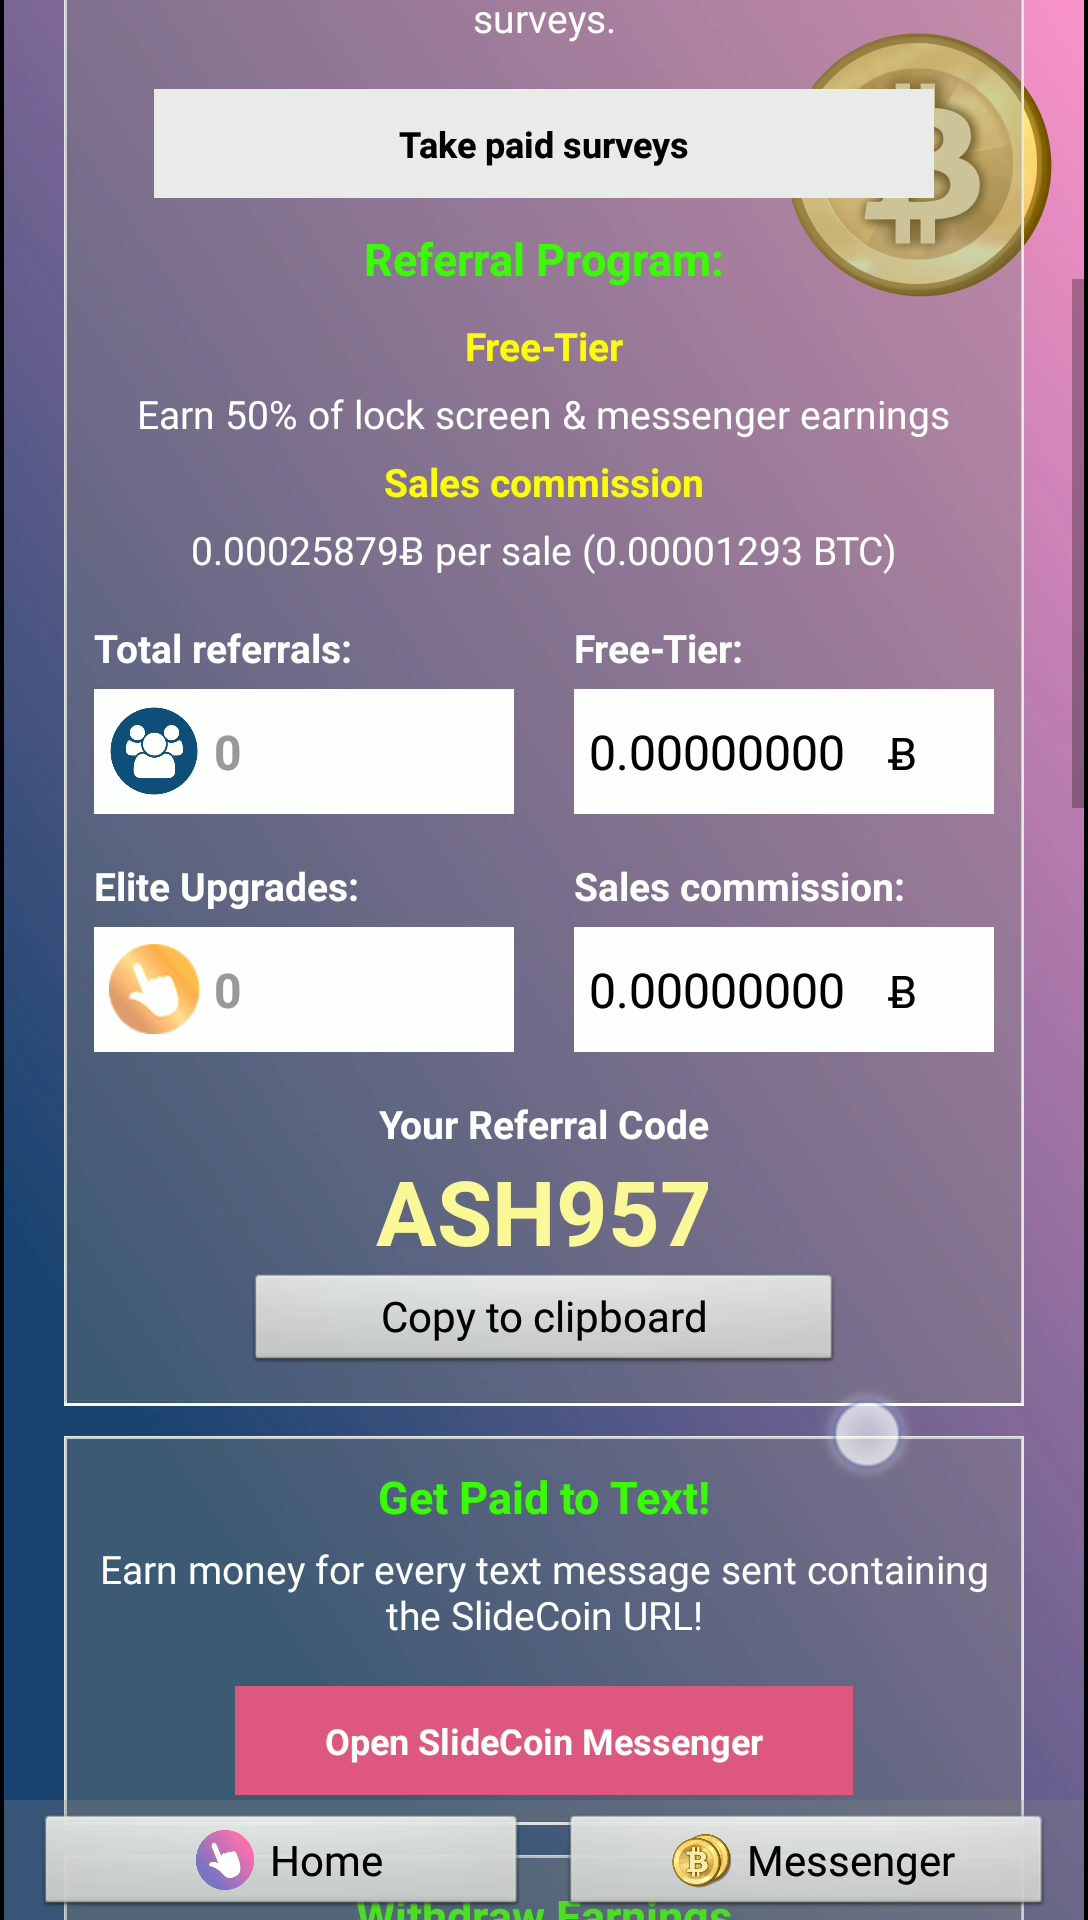 surveys.
Take paid surveys
Referral Program:
Free-Tier
Earn 50% of lock screen & messenger earnings
Sales commission
0.00025879Ƀ per sale (0.00001293 BTC)
Total referrals:
Free-Tier:
0
0.00000000 Ƀ
Elite Upgrades:
Sales commission:
0
0.00000000 Ƀ
Your Referral Code
ASH957
Copy to clipboard
Get Paid to Text!
Earn money for every text message sent containing
the SlideCoin URL!
Open SlideCoin Messenger
Home
Messenger
Withdraw Earnings